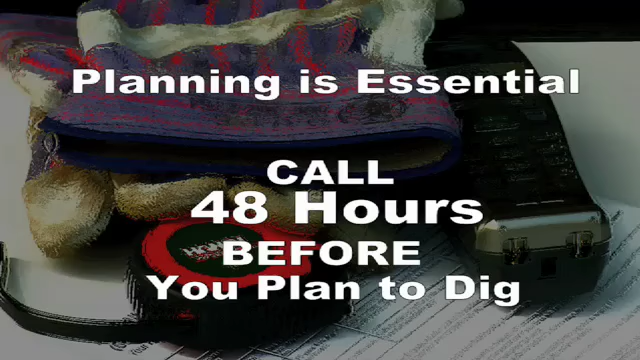 Planning is Essential
CALL
48 Hours
BEFORE
You Plan to Dig